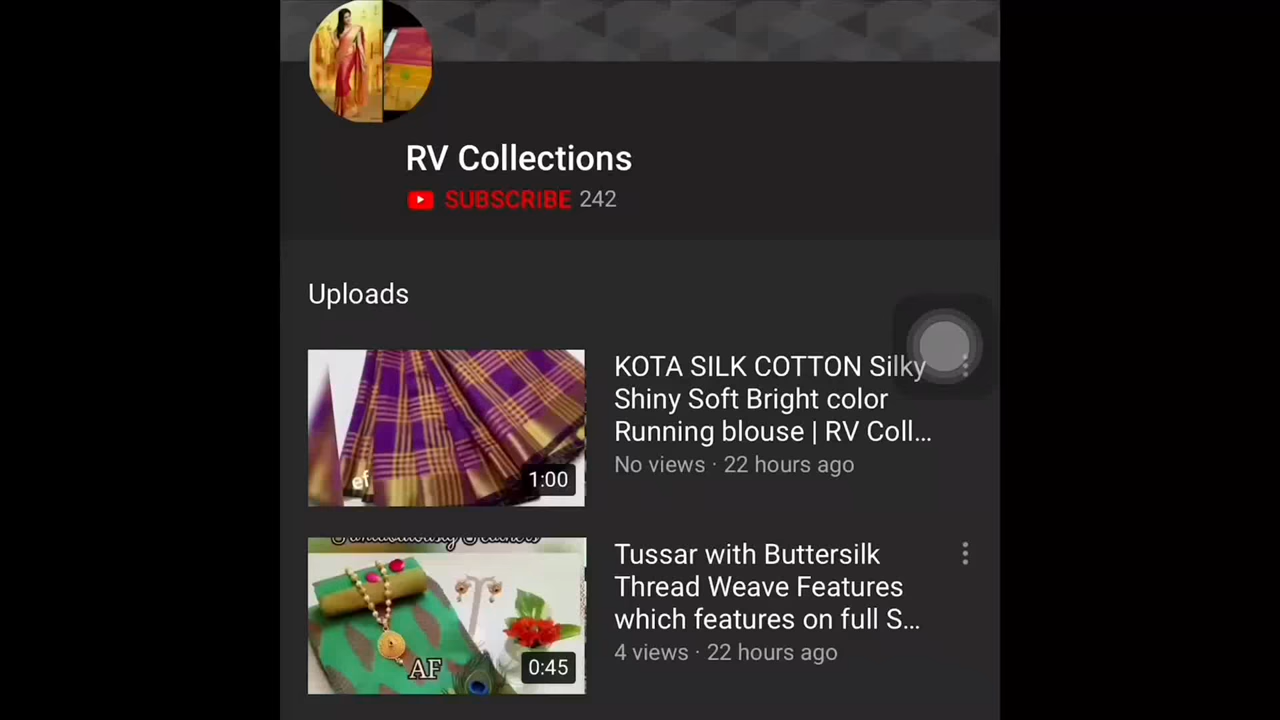 RV Collections
SUBSCRIBE 242
Uploads
KOTA SILK COTTON Silky
Shiny Soft Bright color
Running blouse | RV Coll...
No views · 22 hours ago
ef
1:00
Tussar with Buttersilk
Thread Weave Features
which features on full S...
4 views · 22 hours ago
AF
0:45